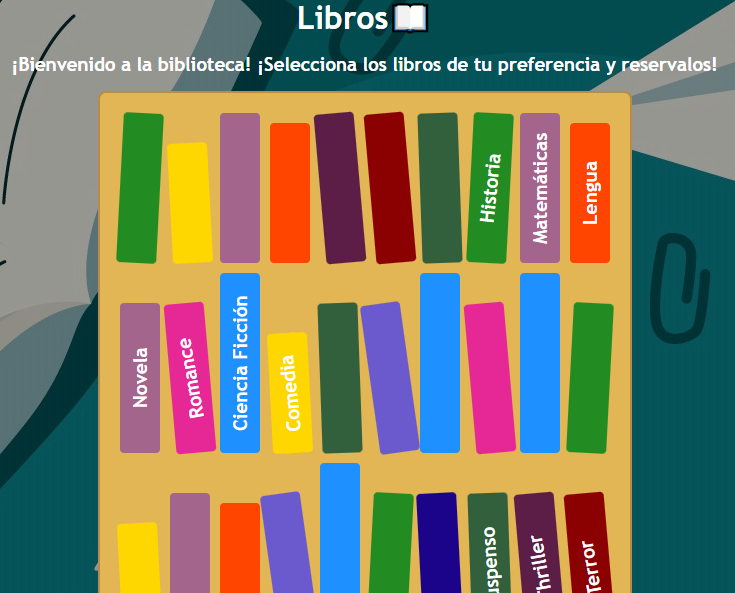 Libros
¡Bienvenido a la biblioteca! ¡Selecciona los libros de tu preferencia y reservalos!
Historia
Matemáticas
Lengua
Novela
Romance
Ciencia Ficción
Comedia
uspenso
Thriller
Terror